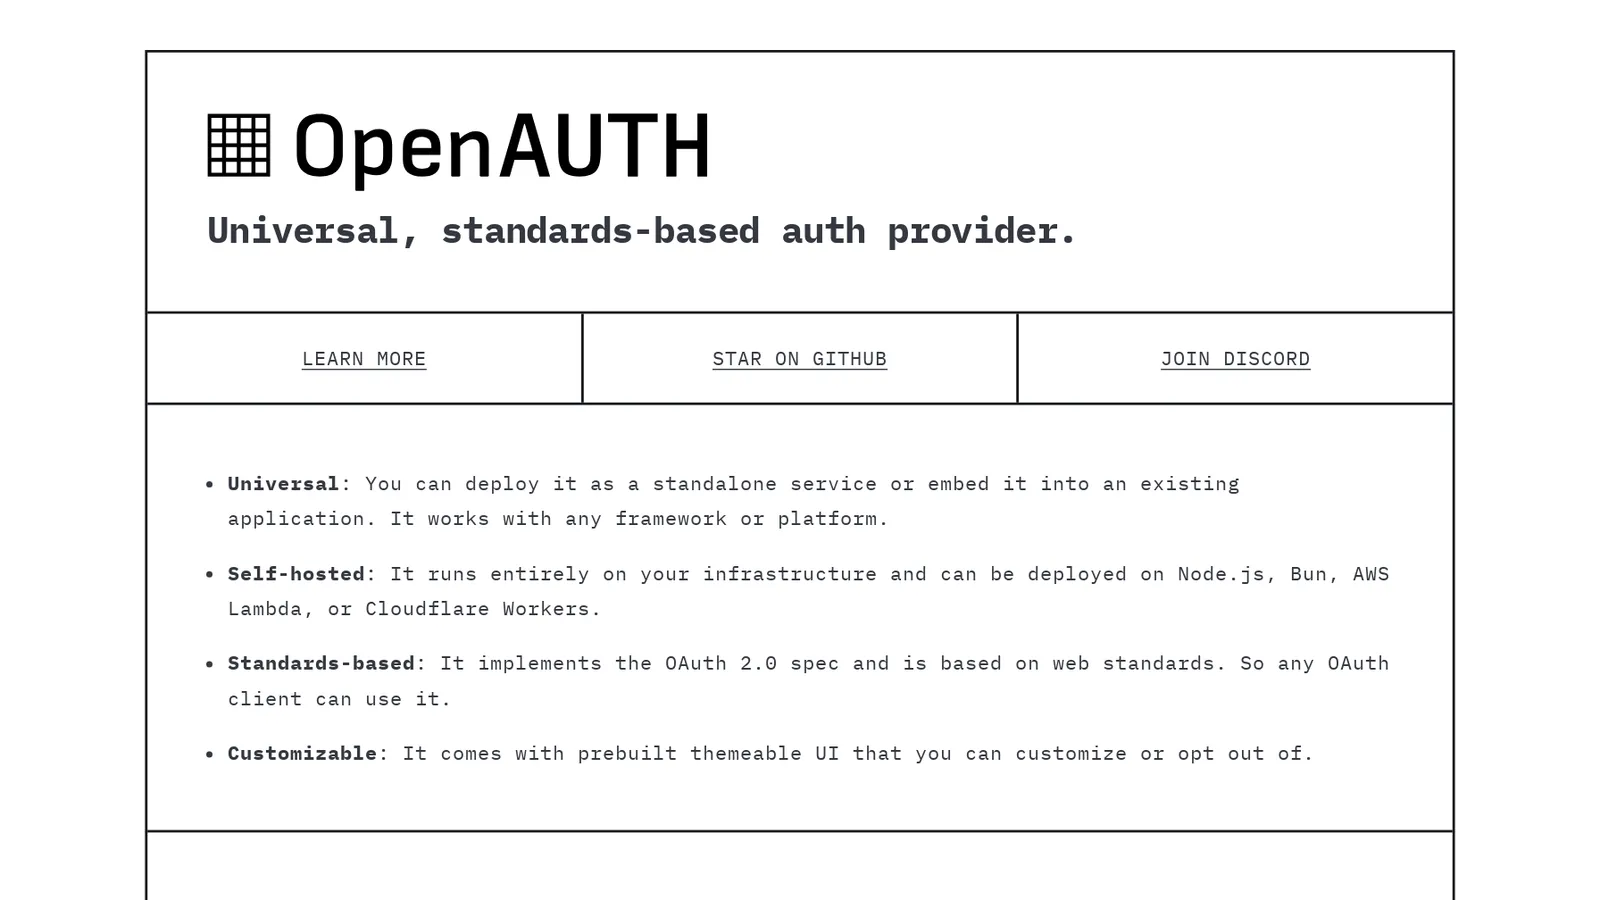 OpenAUTH
Universal, standards-based auth provider.
LEARN MORE
STAR ON GITHUB
JOIN DISCORD
• Universal: You can deploy it as a standalone service or embed it into an existing
application. It works with any framework or platform.
• Self-hosted: It runs entirely on your infrastructure and can be deployed on Node.js, Bun, AWS
Lambda, or Cloudflare Workers.
• Standards-based: It implements the OAuth 2.0 spec and is based on web standards. So any OAuth
client can use it.
• Customizable: It comes with prebuilt themeable UI that you can customize or opt out of.